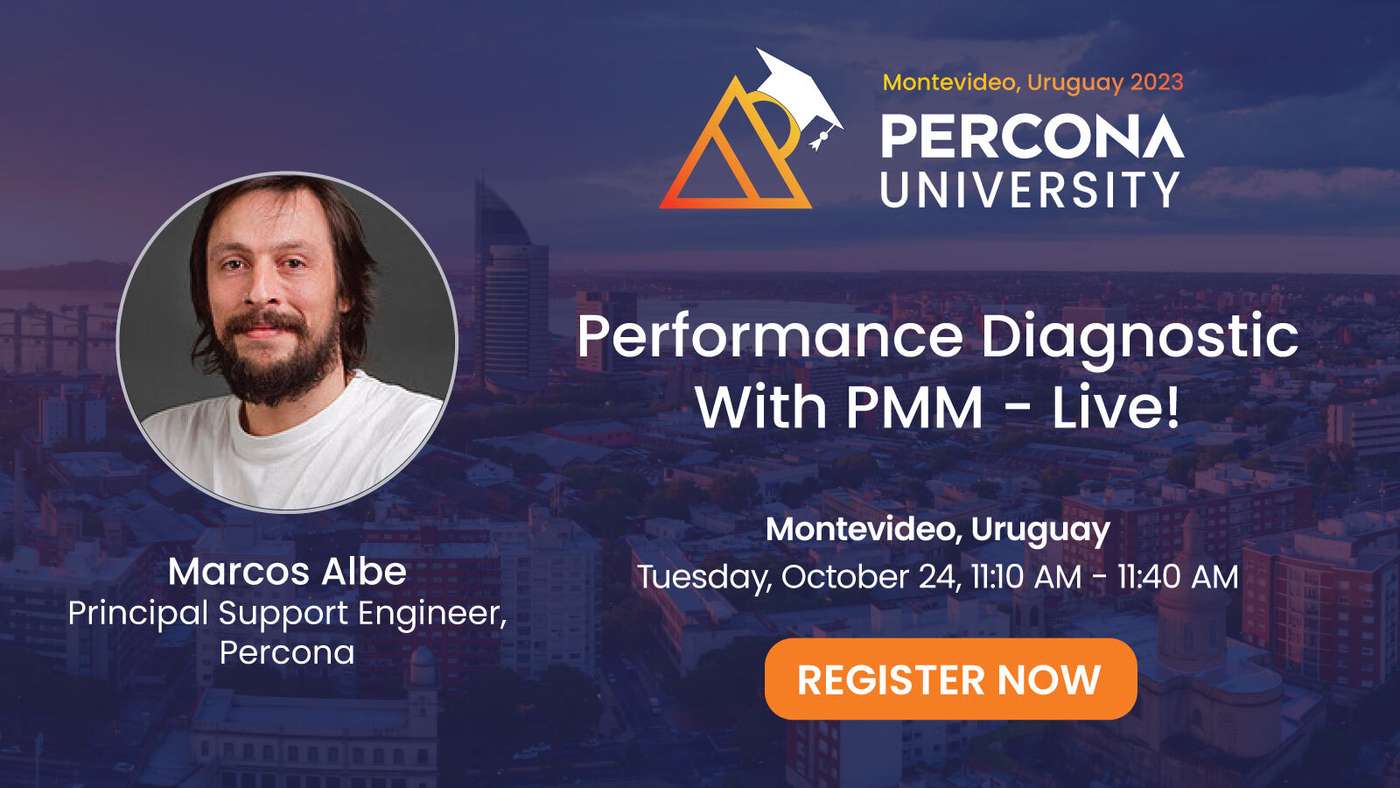 Montevideo, Uruguay 2023
PERCONA
UNIVERSITY
Performance Diagnostic
With PMM - Live!
Montevideo, Uruguay
Tuesday, October 24, 11:10 AM - 11:40 AM
REGISTER NOW
Marcos Albe
Principal Support Engineer,
Percona